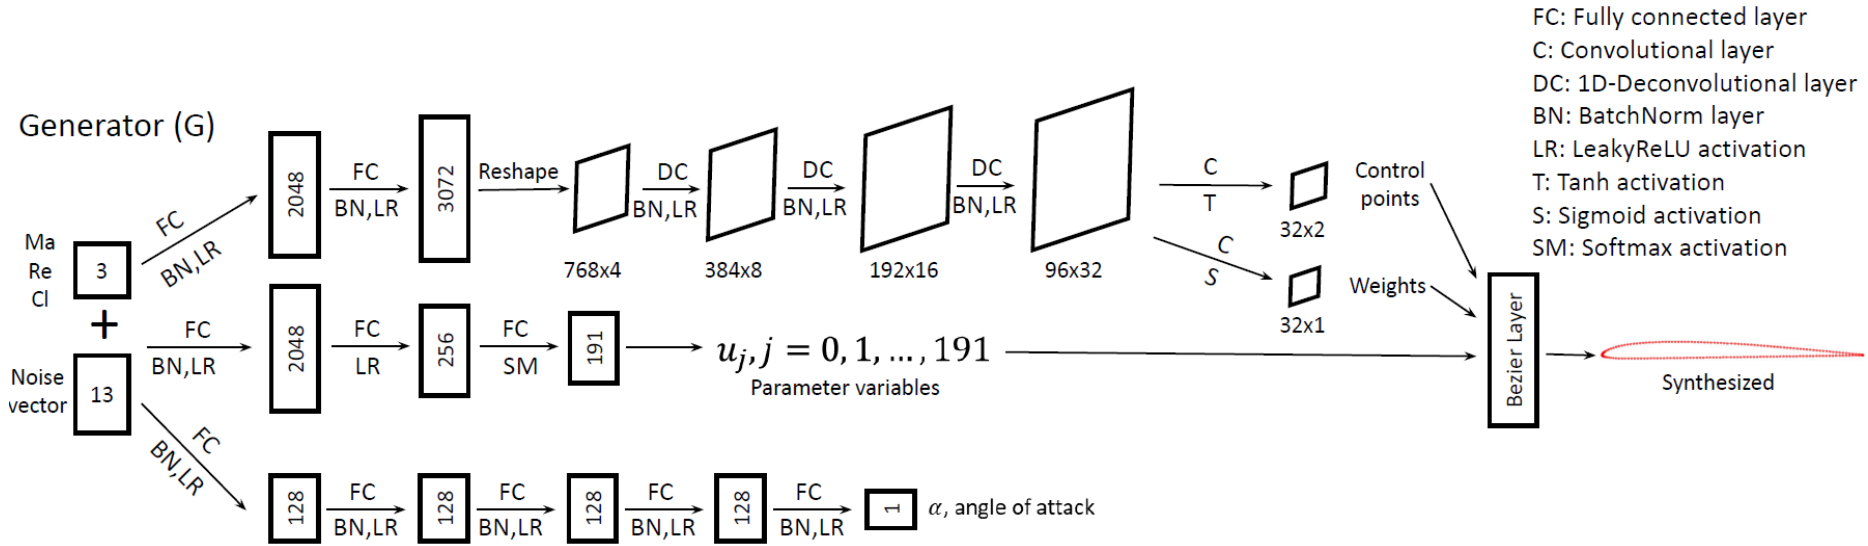 FC: Fully connected layer
C: Convolutional layer
DC: 1D-Deconvolutional layer
BN: BatchNorm layer
LR: LeakyReLU activation
T: Tanh activation
S: Sigmoid activation
SM: Softmax activation
Generator (G)
Ma
Re
Cl
3
+
Noise
vector
13
FC
BN,LR
2048
FC
BN,LR
3072
Reshape
768x4
DC
BN,LR
384x8
DC
BN,LR
192x16
DC
BN,LR
96x32
C
T
32x2
Control
points
C
S
32x1
Weights
FC
BN,LR
2048
FC
LR
256
FC
SM
191
u_j, j = 0, 1, ..., 191
Parameter variables
Bezier Layer
Synthesized
FC
BN,LR
128
FC
BN,LR
128
FC
BN,LR
128
FC
BN,LR
128
FC
BN,LR
1
α, angle of attack